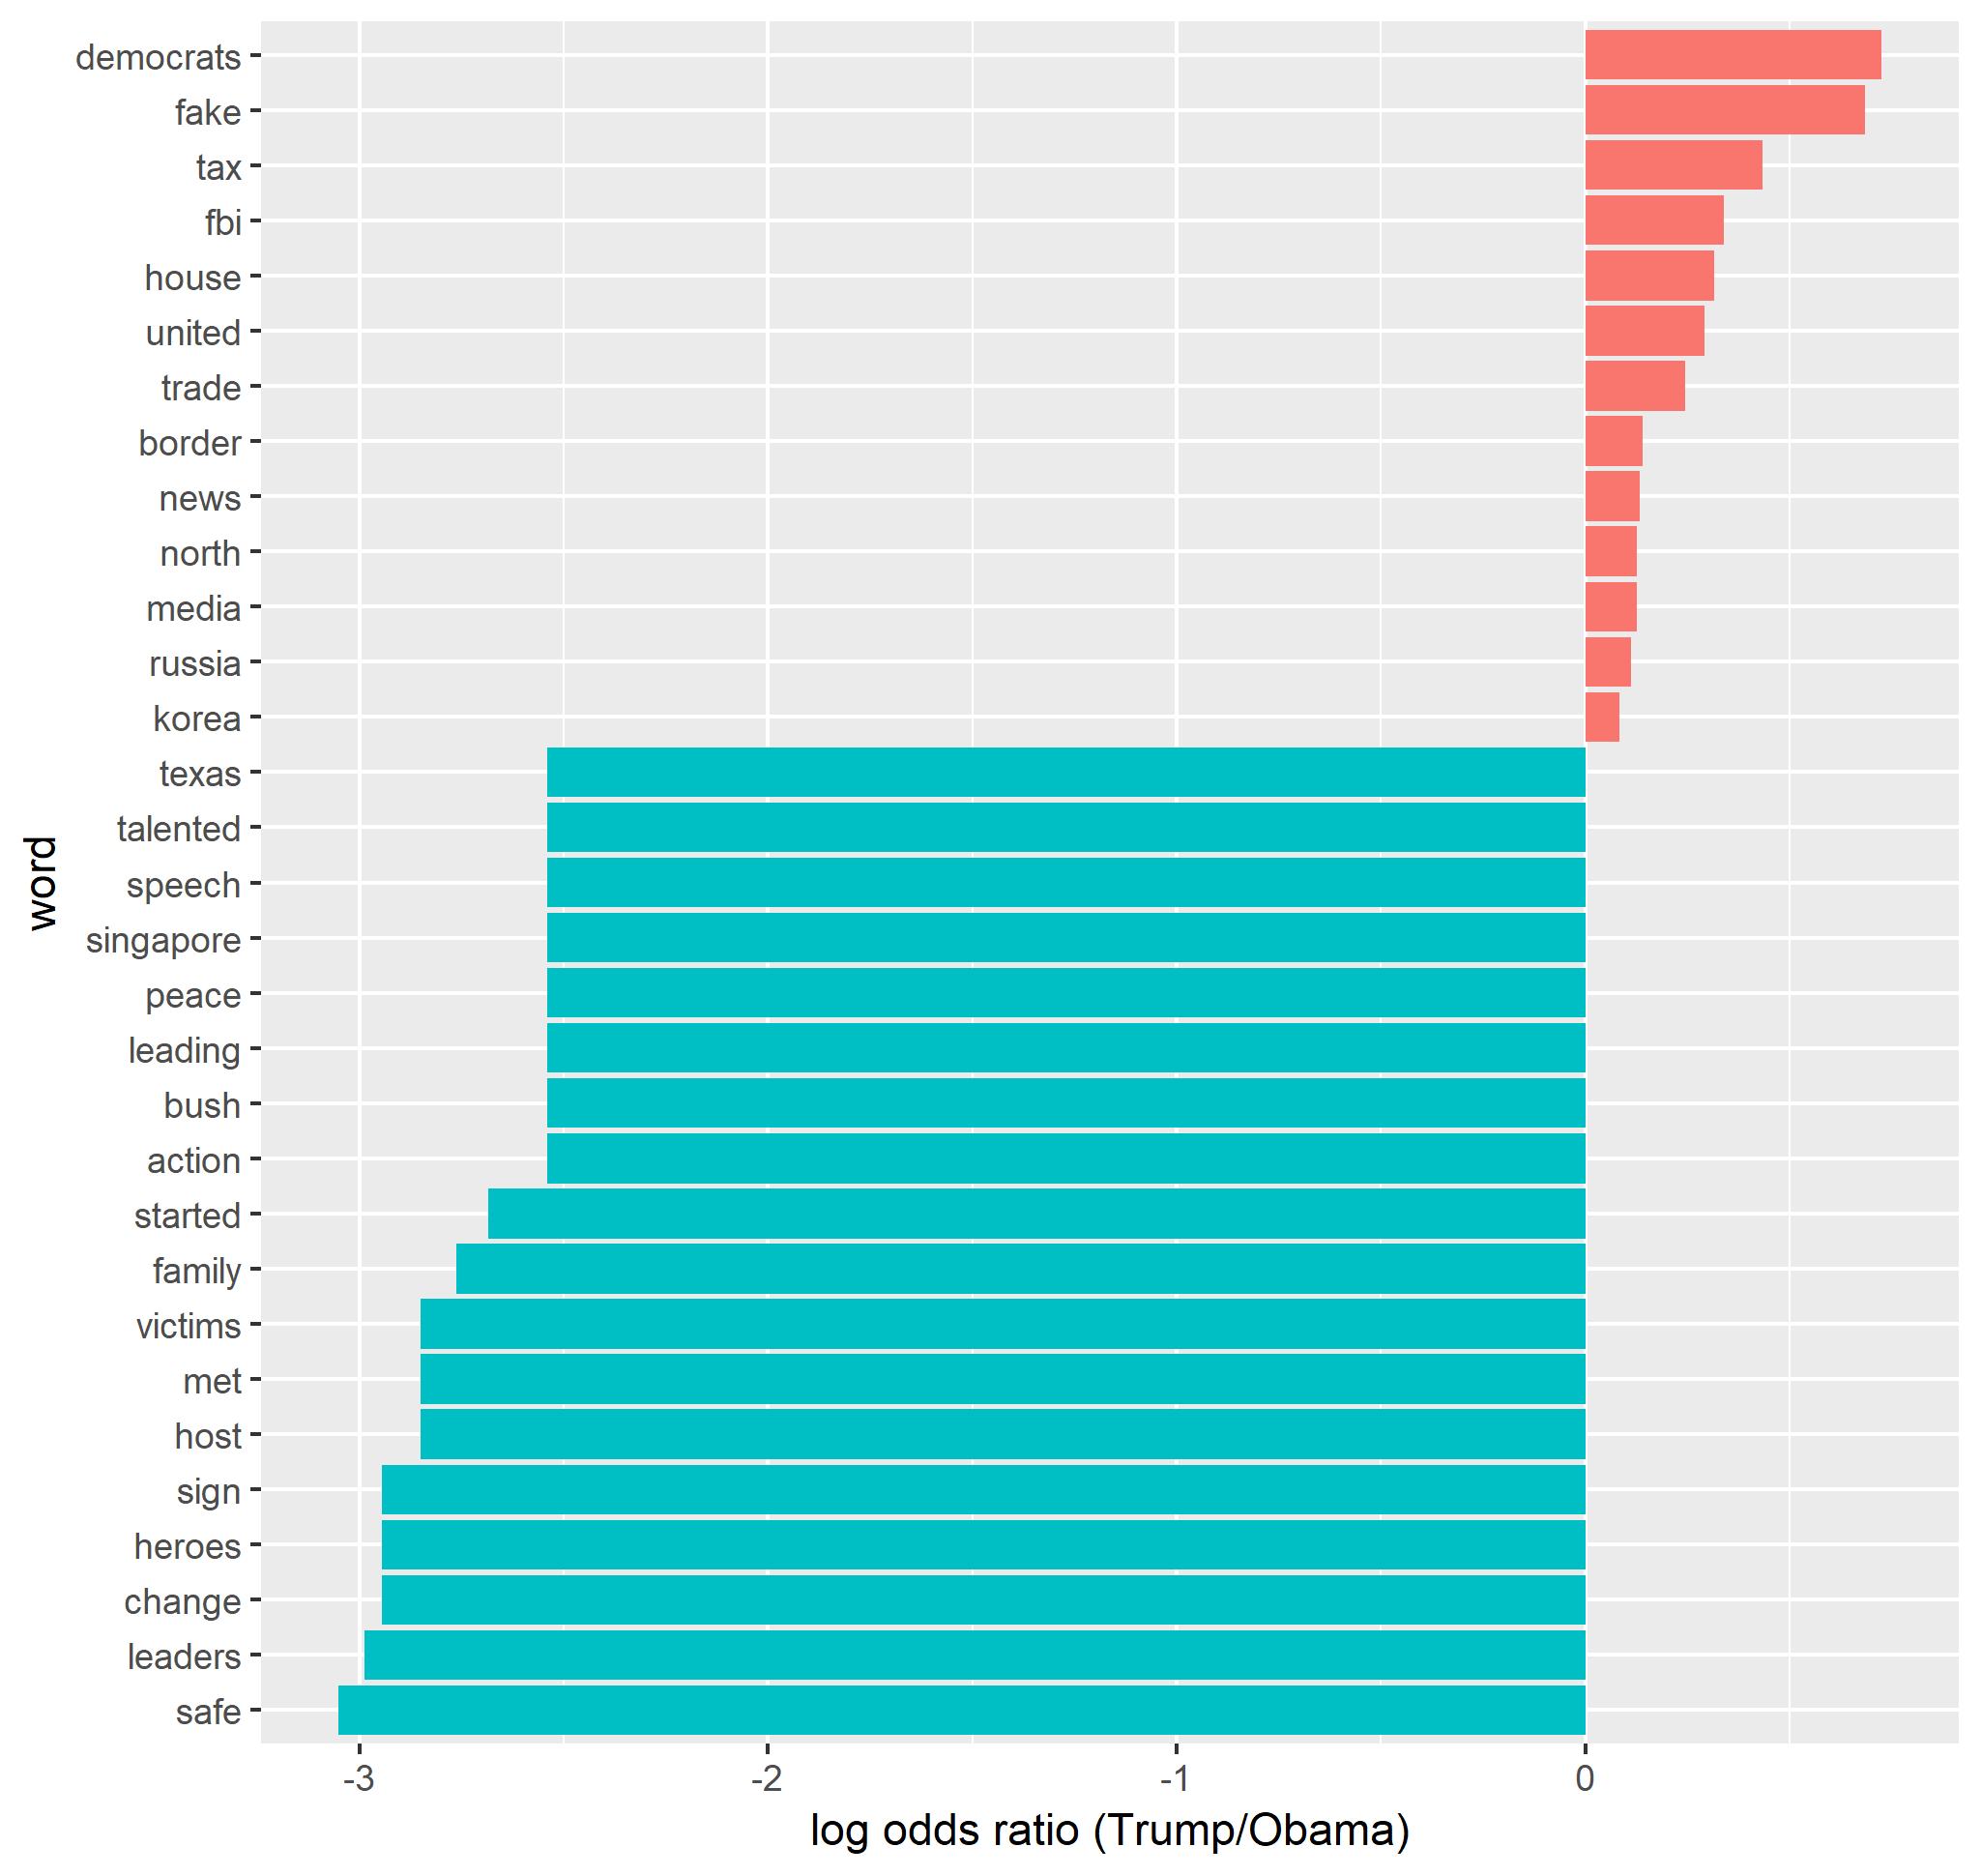 democrats
fake
tax
fbi
house
united
trade
border
news
north
media
russia
korea
texas
talented
speech
singapore
peace
leading
bush
action
started
family
victims
met
host
sign
heroes
change
leaders
safe
word
-3 -2 -1 0
log odds ratio (Trump/Obama)